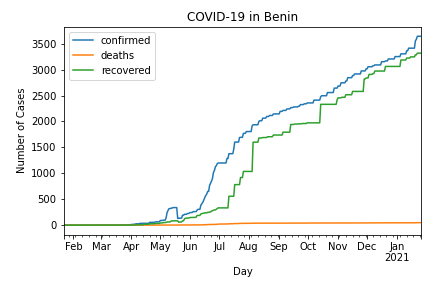 COVID-19 in Benin
confirmed
deaths
recovered
Number of Cases
3500
3000
2500
2000
1500
1000
500
0
Feb Mar Apr May Jun Jul Aug Sep Oct Nov Dec Jan
2021
Day